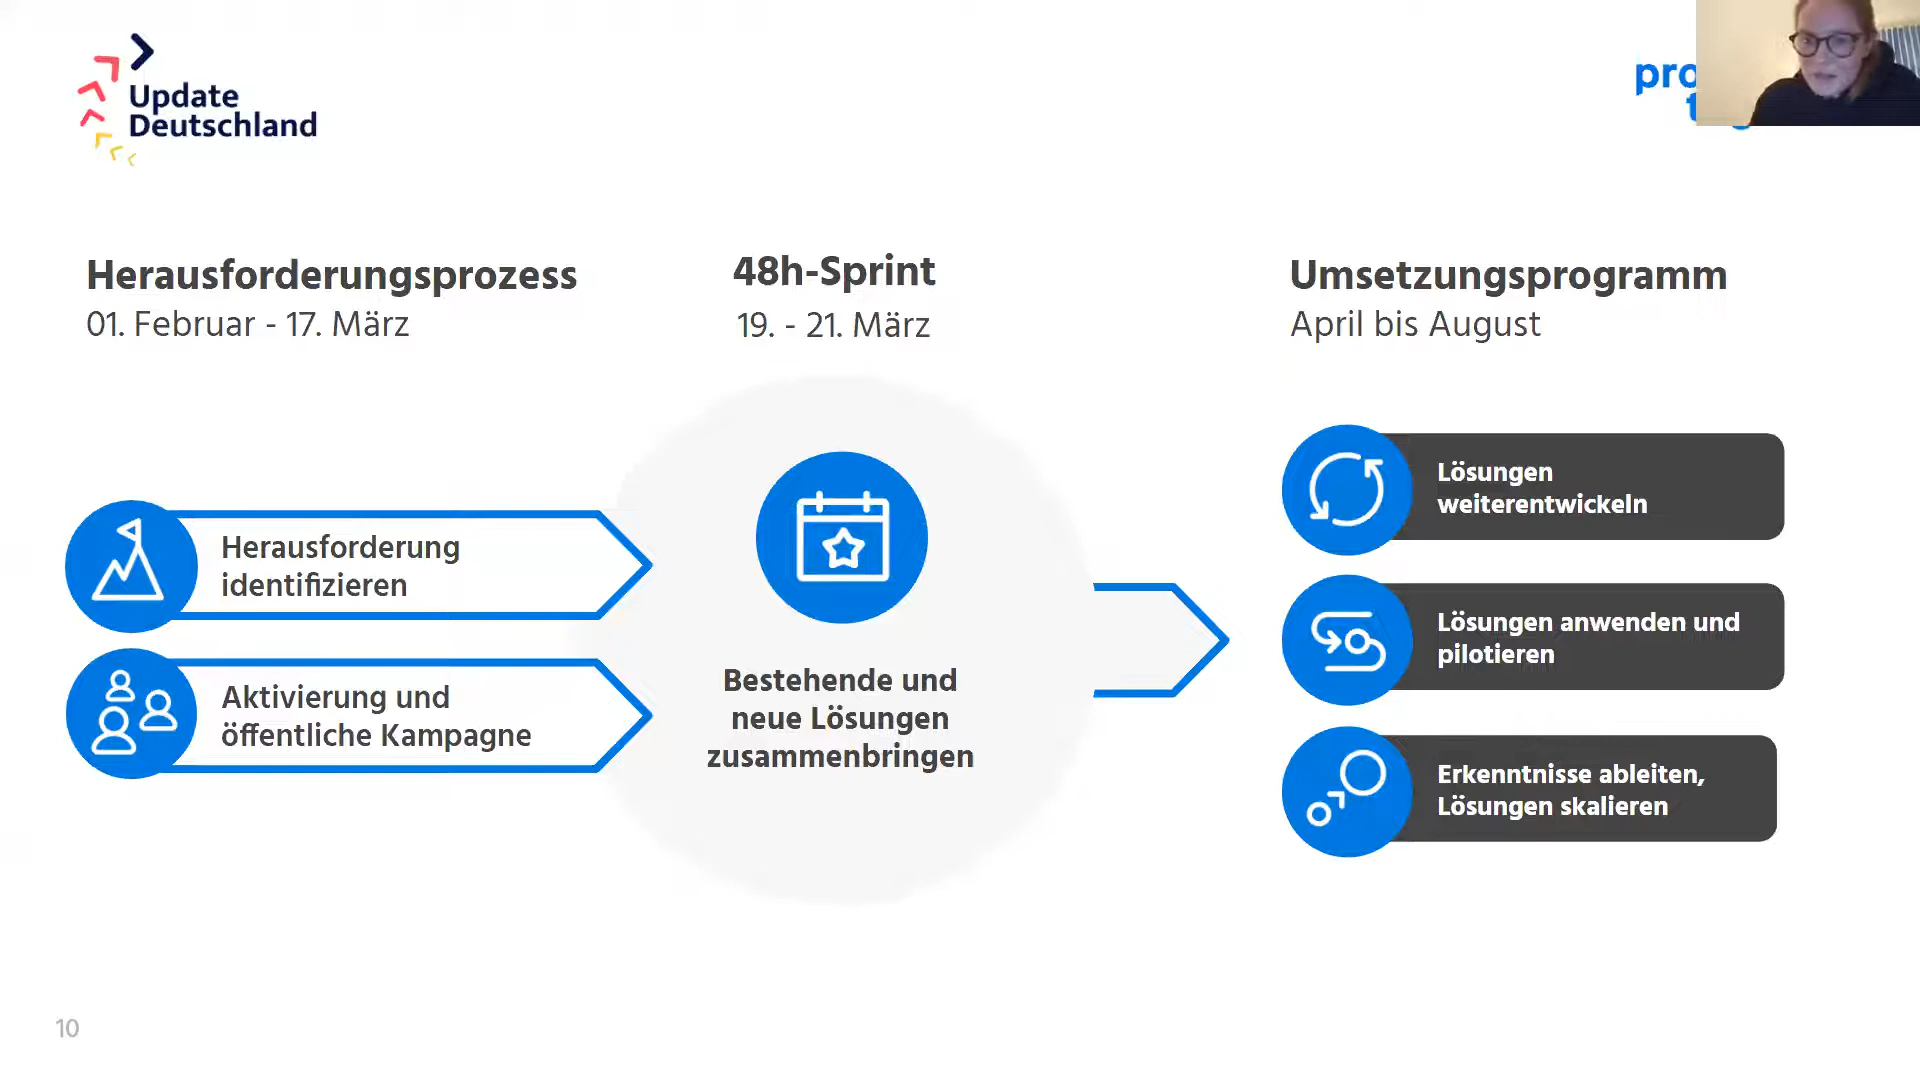 Update
Deutschland
Herausforderungsprozess
01. Februar - 17. März
48h-Sprint
19. - 21. März
Umsetzungsprogramm
April bis August
Herausforderung
identifizieren
Aktivierung und
öffentliche Kampagne
Bestehende und
neue Lösungen
zusammenbringen
Lösungen
weiterentwickeln
Lösungen anwenden und
pilotieren
Erkenntnisse ableiten,
Lösungen skalieren
10